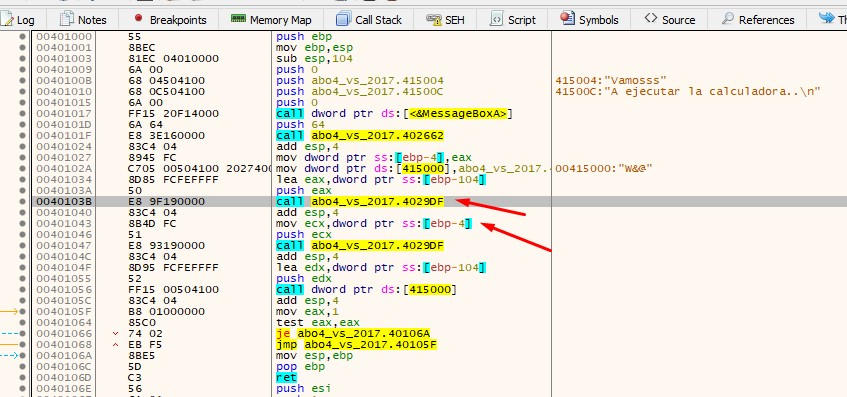 Log Notes Breakpoints Memory Map Call Stack SEH Script Symbols Source References
00401000 55 push ebp
00401001 8BEC mov ebp,esp
00401003 81EC 04010000 sub esp,104
00401009 6A 00 push 0
0040100B 68 04504100 push abo4_vs_2017.415004 415004:"Vamosss"
00401010 68 0C504100 push abo4_vs_2017.41500C 41500C:"A ejecutar la calculadora..\n"
00401015 6A 00 push 0
00401017 FF15 20F14000 call dword ptr ds:[<&MessageBoxA>]
0040101D 6A 64 push 64
0040101F E8 3E160000 call abo4_vs_2017.402662
00401024 83C4 04 add esp,4
00401027 8945 FC mov dword ptr ss:[ebp-4],eax
0040102A C705 00504100 2027400 mov dword ptr ds:[415000],abo4_vs_2017. 00415000:"W&@"
00401034 8D85 FCFEFFFF lea eax,dword ptr ss:[ebp-104]
0040103A 50 push eax
0040103B E8 9F190000 call abo4_vs_2017.4029DF
00401040 83C4 04 add esp,4
00401043 8B4D FC mov ecx,dword ptr ss:[ebp-4]
00401046 51 push ecx
00401047 E8 93190000 call abo4_vs_2017.4029DF
0040104C 83C4 04 add esp,4
0040104F 8D95 FCFEFFFF lea edx,dword ptr ss:[ebp-104]
00401055 52 push edx
00401056 FF15 00504100 call dword ptr ds:[415000]
0040105C 83C4 04 add esp,4
0040105F B8 01000000 mov eax,1
00401064 85C0 test eax,eax
00401066 74 02 je abo4_vs_2017.40106A
00401068 EB F5 jmp abo4_vs_2017.40105F
0040106A 8BE5 mov esp,ebp
0040106C 5D pop ebp
0040106D C3 ret
0040106E 56 push esi